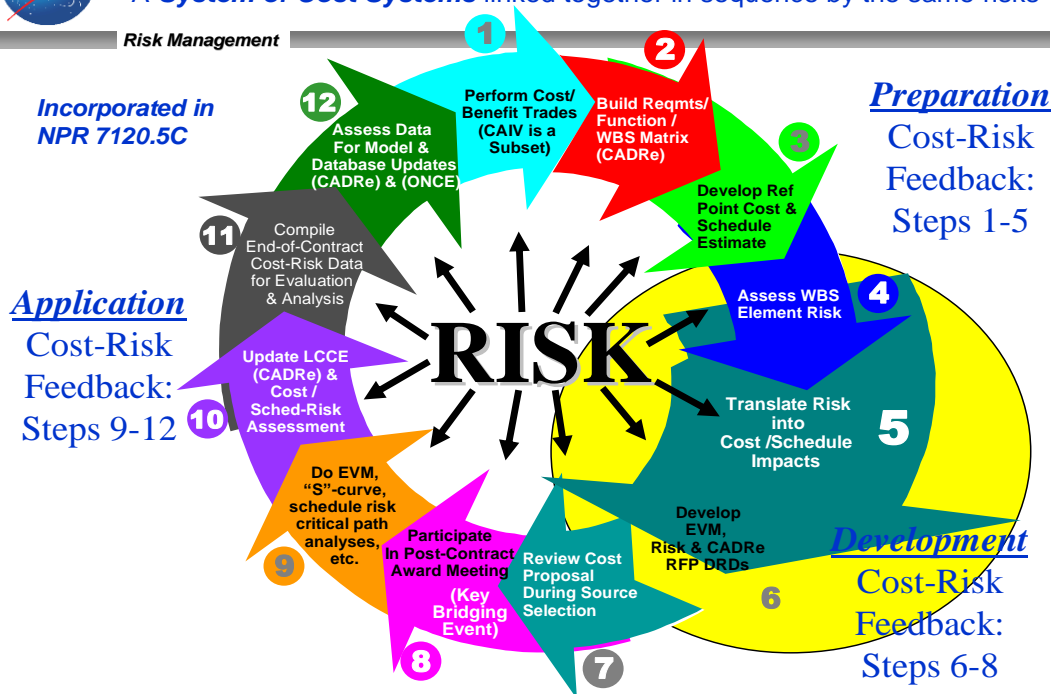 A System of Cost Systems linked together in sequence by the same risks
Risk Management
Incorporated in
NPR 7120.5C
1
Perform Cost/
Benefit Trades
(CAIV is a
Subset)
2
Build Reqmts/
Function /
WBS Matrix
(CADRe)
3
Develop Ref
Point Cost &
Schedule
Estimate
Preparation
Cost-Risk
Feedback:
Steps 1-5
4
Assess WBS
Element Risk
5
Translate Risk
into
Cost /Schedule
Impacts
6
Develop
EVM,
Risk & CADRe
RFP DRDs
Development
Cost-Risk
Feedback:
Steps 6-8
7
Review Cost
Proposal
During Source
Selection
8
Participate
In Post-Contract
Award Meeting
(Key
Bridging
Event)
9
Do EVM,
“S”-curve,
schedule risk
critical path
analyses,
etc.
10
Update LCCE
(CADRe) &
Cost /
Sched-Risk
Assessment
Application
Cost-Risk
Feedback:
Steps 9-12
11
Compile
End-of-Contract
Cost-Risk Data
for Evaluation
& Analysis
12
Assess Data
For Model &
Database Updates
(CADRe) & (ONCE)
RISK